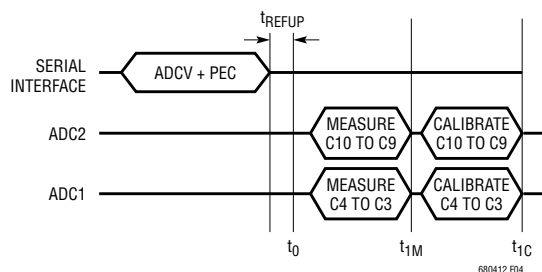 tREFUP
SERIAL
INTERFACE
ADCV + PEC
ADC2
MEASURE
C10 TO C9
CALIBRATE
C10 TO C9
ADC1
MEASURE
C4 TO C3
CALIBRATE
C4 TO C3
t0
t1M
t1C
680412 F04